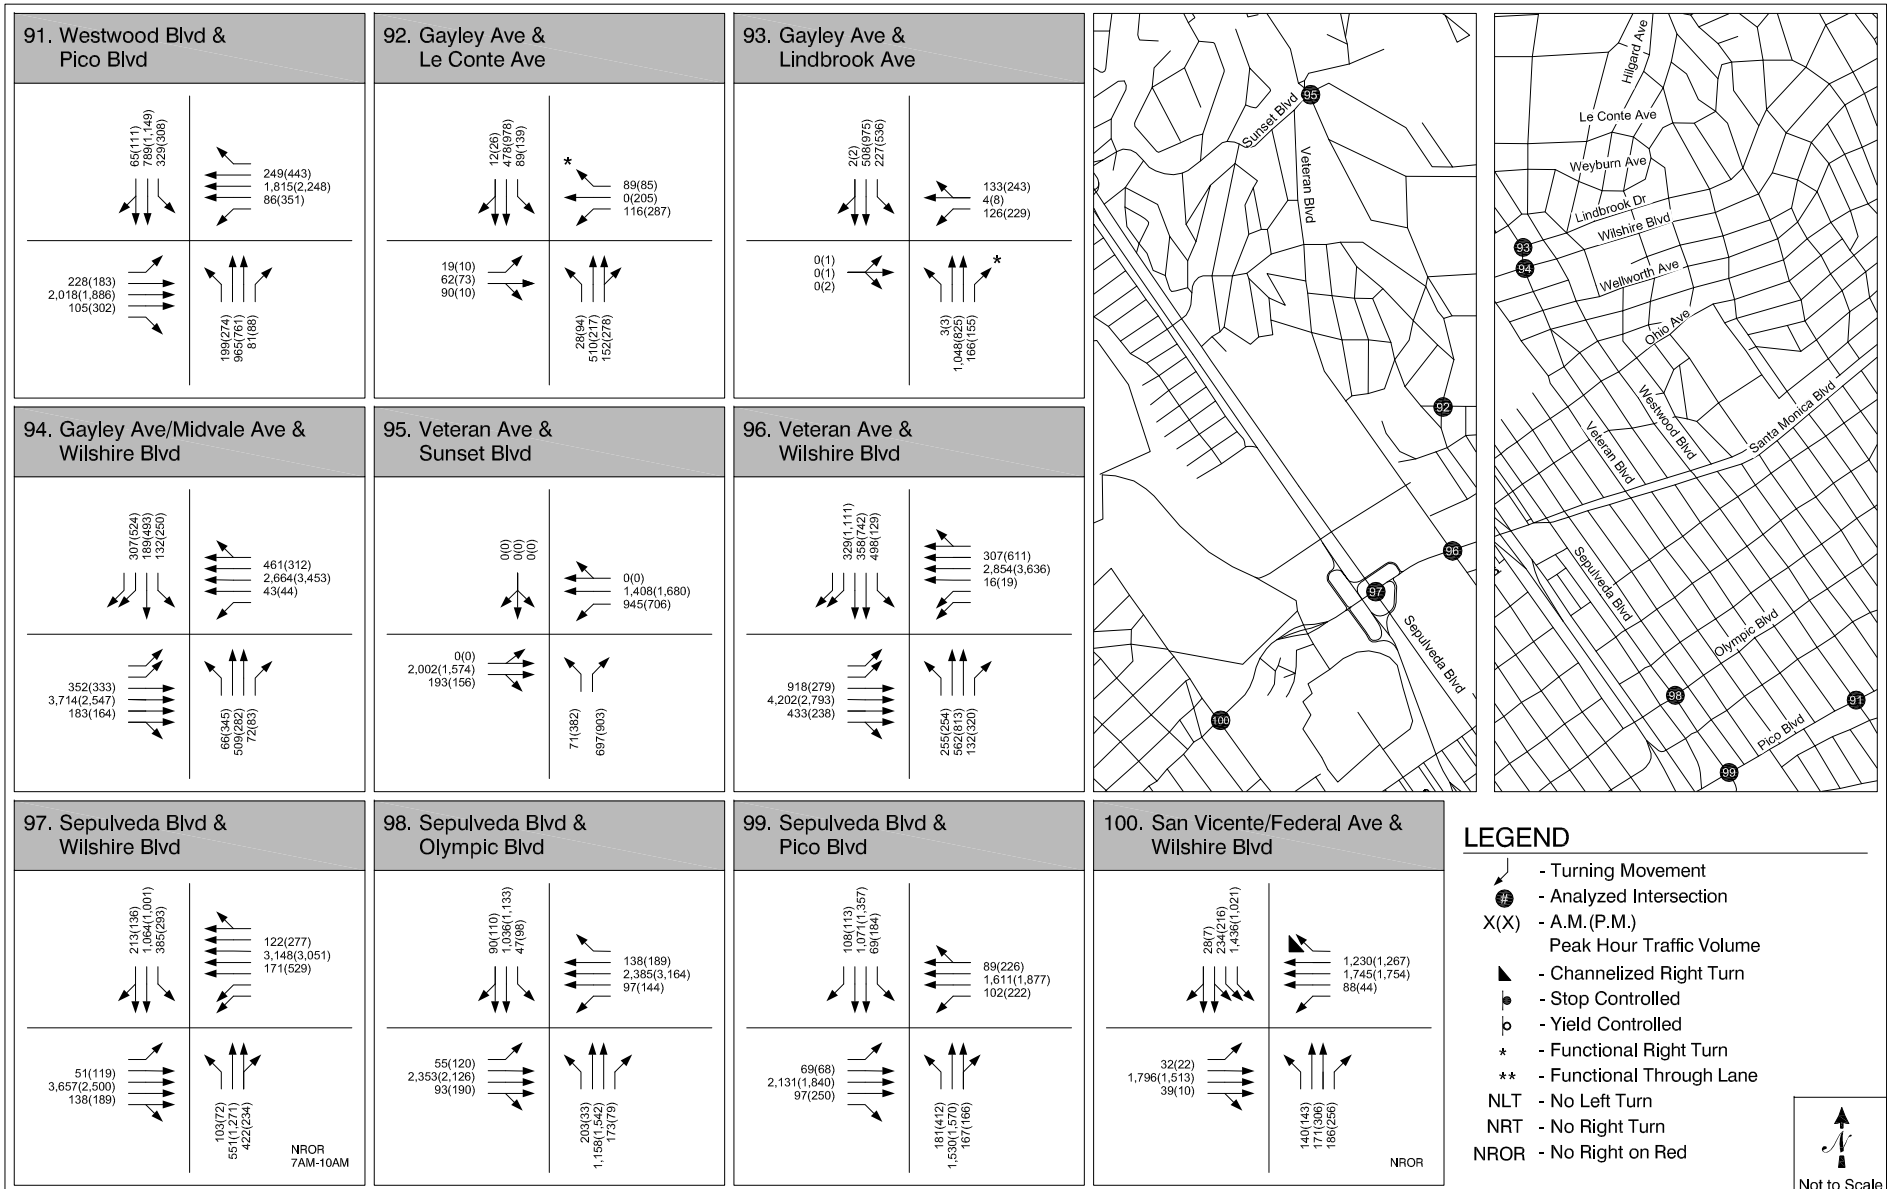 91. Westwood Blvd &
Pico Blvd
65(111)
789(1,149)
329(308)
249(443)
1,815(2,248)
86(351)
228(183)
2,018(1,886)
105(302)
199(274)
965(761)
81(88)
92. Gayley Ave &
Le Conte Ave
12(26)
478(978)
89(139)
*
89(85)
0(205)
116(287)
19(10)
62(73)
90(10)
28(94)
510(217)
152(278)
93. Gayley Ave &
Lindbrook Ave
2(2)
508(975)
227(536)
133(243)
4(8)
126(229)
0(1)
0(1)
0(2)
*
3(3)
1,048(825)
166(155)
94. Gayley Ave/Midvale Ave &
Wilshire Blvd
307(524)
189(493)
132(250)
461(312)
2,664(3,453)
43(44)
352(333)
3,714(2,547)
183(164)
66(345)
509(282)
72(83)
95. Veteran Ave &
Sunset Blvd
0(0)
0(0)
0(0)
0(0)
1,408(1,680)
945(706)
0(0)
2,002(1,574)
193(156)
71(382)
697(903)
96. Veteran Ave &
Wilshire Blvd
329(1,111)
358(742)
498(129)
307(611)
2,854(3,636)
16(19)
918(279)
4,202(2,793)
433(238)
255(254)
562(813)
132(320)
97. Sepulveda Blvd &
Wilshire Blvd
213(136)
1,064(1,001)
385(293)
122(277)
3,148(3,051)
171(529)
51(119)
3,657(2,500)
138(189)
103(72)
551(1,271)
422(234)
NROR
7AM-10AM
98. Sepulveda Blvd &
Olympic Blvd
90(110)
1,036(1,133)
47(98)
138(189)
2,385(3,164)
97(144)
55(120)
2,353(2,126)
93(190)
203(33)
1,158(1,542)
173(79)
99. Sepulveda Blvd &
Pico Blvd
108(113)
1,071(1,357)
69(184)
89(226)
1,611(1,877)
102(222)
69(68)
2,131(1,840)
97(250)
181(412)
1,530(1,570)
167(166)
100. San Vicente/Federal Ave &
Wilshire Blvd
28(7)
234(216)
1,436(1,021)
1,230(1,267)
1,745(1,754)
88(44)
32(22)
1,796(1,513)
39(10)
140(143)
171(306)
186(256)
NROR
95
Sunset Blvd
Veteran Blvd
92
96
97
Sepulveda Blvd
100
Hilgard Ave
Le Conte Ave
Weyburn Ave
Lindbrook Dr
Wilshire Blvd
93
94
Wellworth Ave
Ohio Ave
Westwood Blvd
Veteran Blvd
Santa Monica Blvd
Sepulveda Blvd
Olympic Blvd
98
91
Pico Blvd
99
LEGEND
- Turning Movement
# - Analyzed Intersection
X(X) - A.M.(P.M.)
Peak Hour Traffic Volume
- Channelized Right Turn
- Stop Controlled
- Yield Controlled
* - Functional Right Turn
** - Functional Through Lane
NLT - No Left Turn
NRT - No Right Turn
NROR - No Right on Red
N
Not to Scale